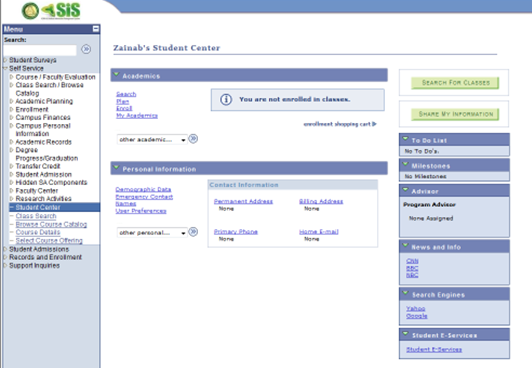 SiS
Menu
Search:
Student Surveys
Self Service
Course / Faculty Evaluation
Class Search / Browse
Catalog
Academic Planning
Enrollment
Campus Finances
Campus Personal
Information
Academic Records
Degree
Progress/Graduation
Transfer Credit
Student Admission
Hidden SA Components
Faculty Center
Research Activities
Student Center
Class Search
Browse Course Catalog
Course Details
Select Course Offering
Student Admissions
Records and Enrollment
Support Inquiries
Zainab's Student Center
Academics
Search
Plan
Enroll
My Academics
You are not enrolled in classes.
enrollment shopping cart
other academic...
Personal Information
Demographic Data
Emergency Contact
Names
User Preferences
other personal...
Contact Information
Permanent Address
None
Billing Address
None
Primary Phone
None
Home E-mail
None
SEARCH FOR CLASSES
SHARE MY INFORMATION
To Do List
No To Do's.
Milestones
No Milestones
Advisor
Program Advisor
None Assigned
News and Info
CNN
BBC
NBC
Search Engines
Yahoo
Google
Student E-Services
Student E-Services